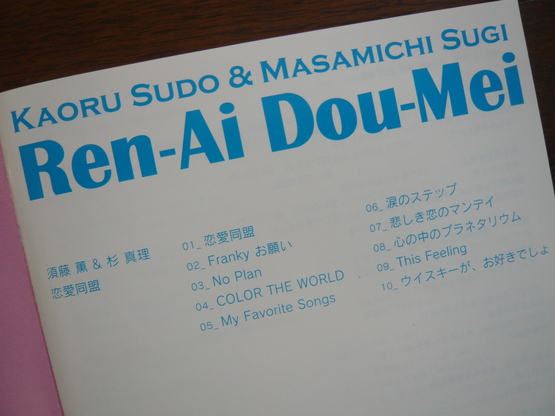 KAORU SUDO & MASAMICHI SUGI
Ren-Ai Dou-Mei
須藤 薫 & 杉 真理
恋愛同盟
01_ 恋愛同盟
02_ Franky お願い
03_ No Plan
04_ COLOR THE WORLD
05_ My Favorite Songs
06_ 涙のステップ
07_ 悲しき恋のマンデイ
08_ 心の中のプラネタリウム
09_ This Feeling
10_ ウイスキーが、お好きでしょ